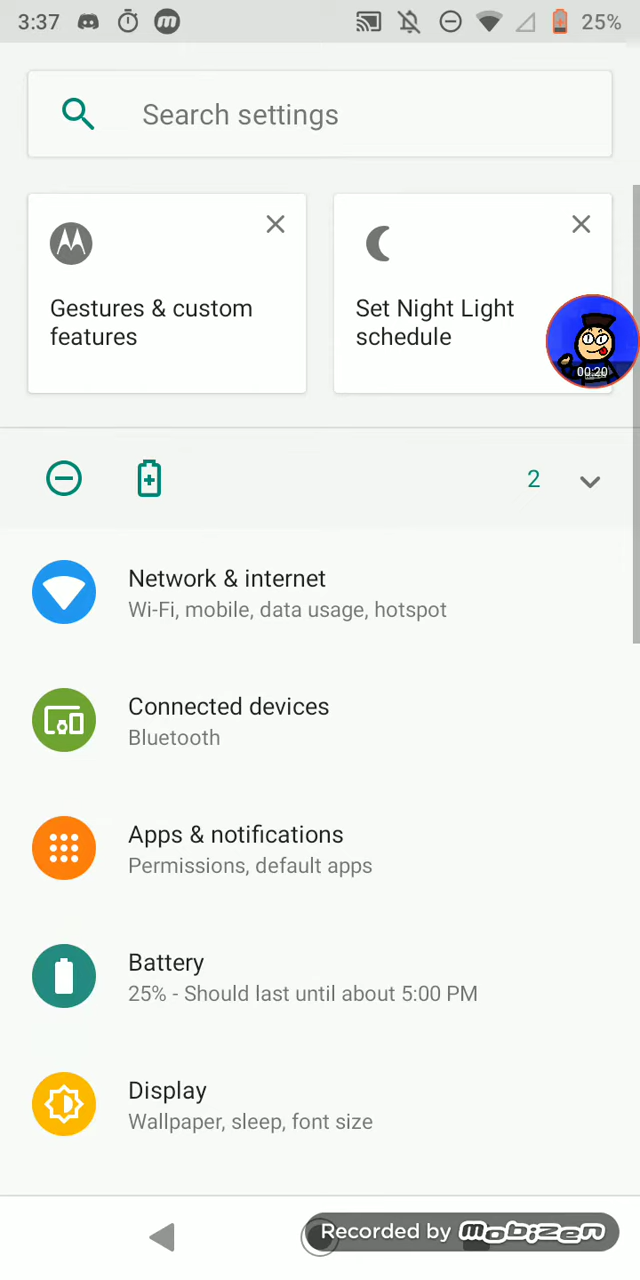 3:37
25%
Search settings
Gestures & custom
features
Set Night Light
schedule
00:20
2
Network & internet
Wi-Fi, mobile, data usage, hotspot
Connected devices
Bluetooth
Apps & notifications
Permissions, default apps
Battery
25% - Should last until about 5:00 PM
Display
Wallpaper, sleep, font size
Recorded by mobizen